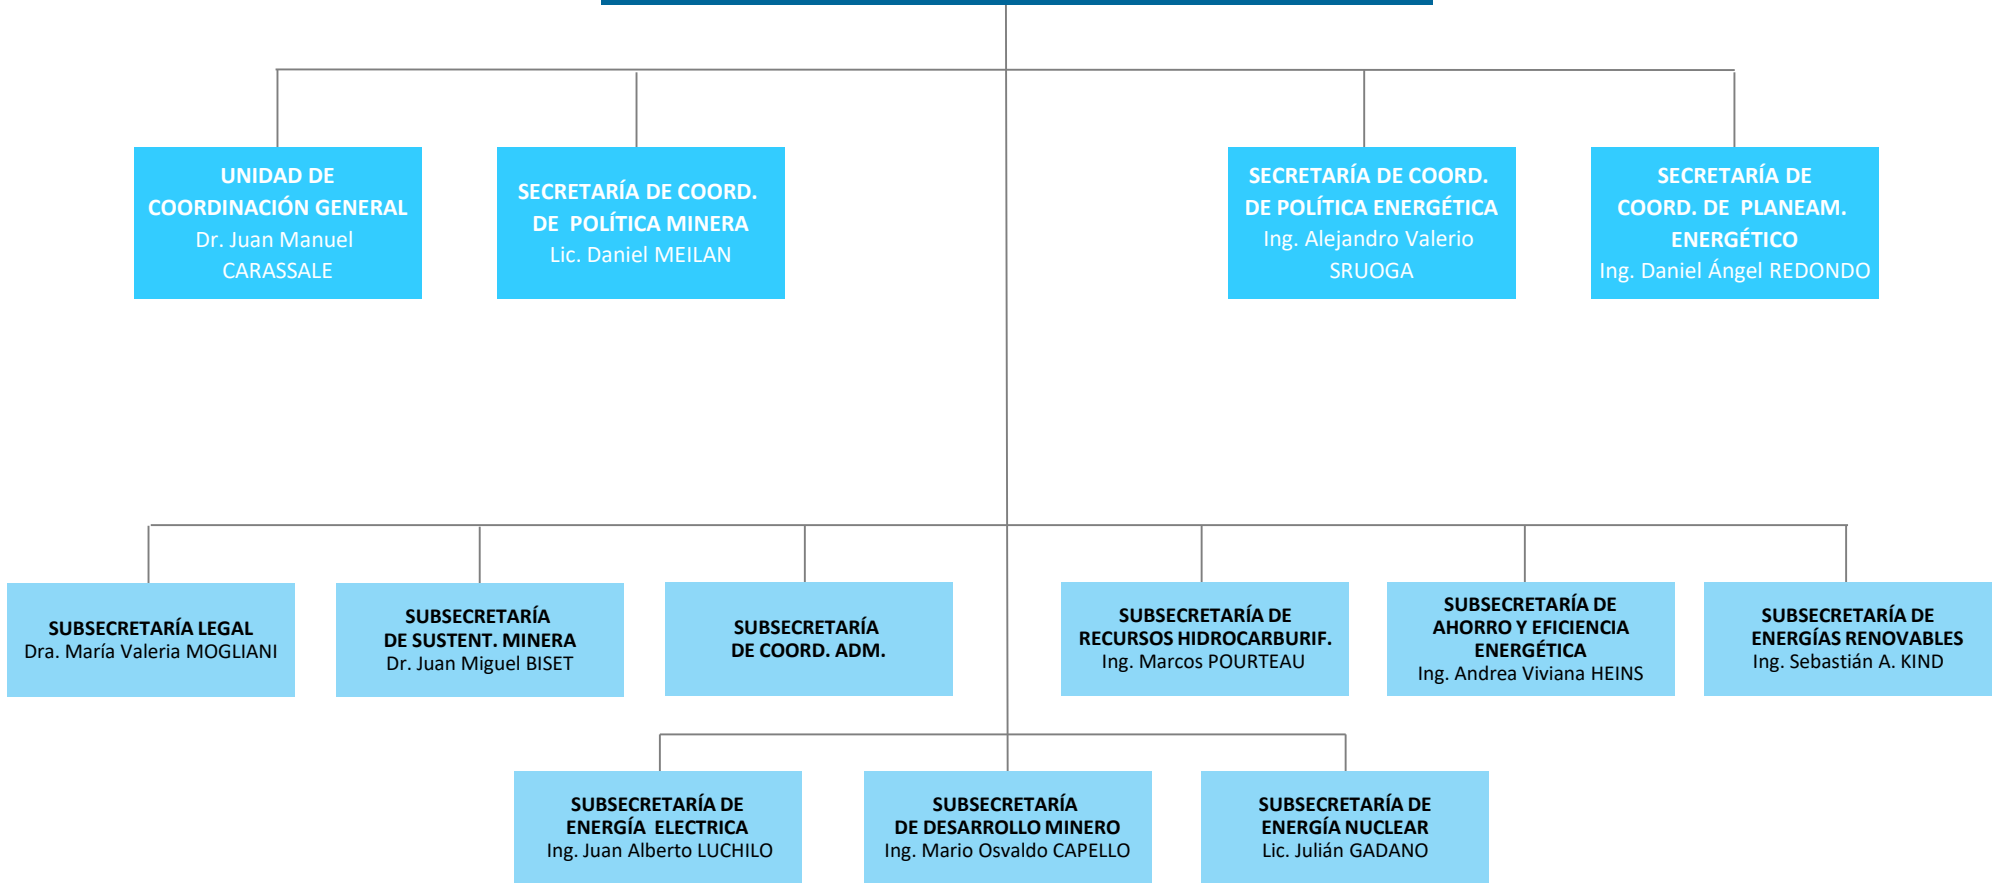 UNIDAD DE
COORDINACIÓN GENERAL
Dr. Juan Manuel
CARASSALE
SECRETARÍA DE COORD.
DE POLÍTICA MINERA
Lic. Daniel MEILAN
SECRETARÍA DE COORD.
DE POLÍTICA ENERGÉTICA
Ing. Alejandro Valerio
SRUOGA
SECRETARÍA DE
COORD. DE PLANEAM.
ENERGÉTICO
Ing. Daniel Ángel REDONDO
SUBSECRETARÍA LEGAL
Dra. María Valeria MOGLIANI
SUBSECRETARÍA
DE SUSTENT. MINERA
Dr. Juan Miguel BISET
SUBSECRETARÍA
DE COORD. ADM.
SUBSECRETARÍA DE
RECURSOS HIDROCARBURIF.
Ing. Marcos POURTEAU
SUBSECRETARÍA DE
AHORRO Y EFICIENCIA
ENERGÉTICA
Ing. Andrea Viviana HEINS
SUBSECRETARÍA DE
ENERGÍAS RENOVABLES
Ing. Sebastián A. KIND
SUBSECRETARÍA DE
ENERGÍA ELECTRICA
Ing. Juan Alberto LUCHILO
SUBSECRETARÍA
DE DESARROLLO MINERO
Ing. Mario Osvaldo CAPELLO
SUBSECRETARÍA DE
ENERGÍA NUCLEAR
Lic. Julián GADANO